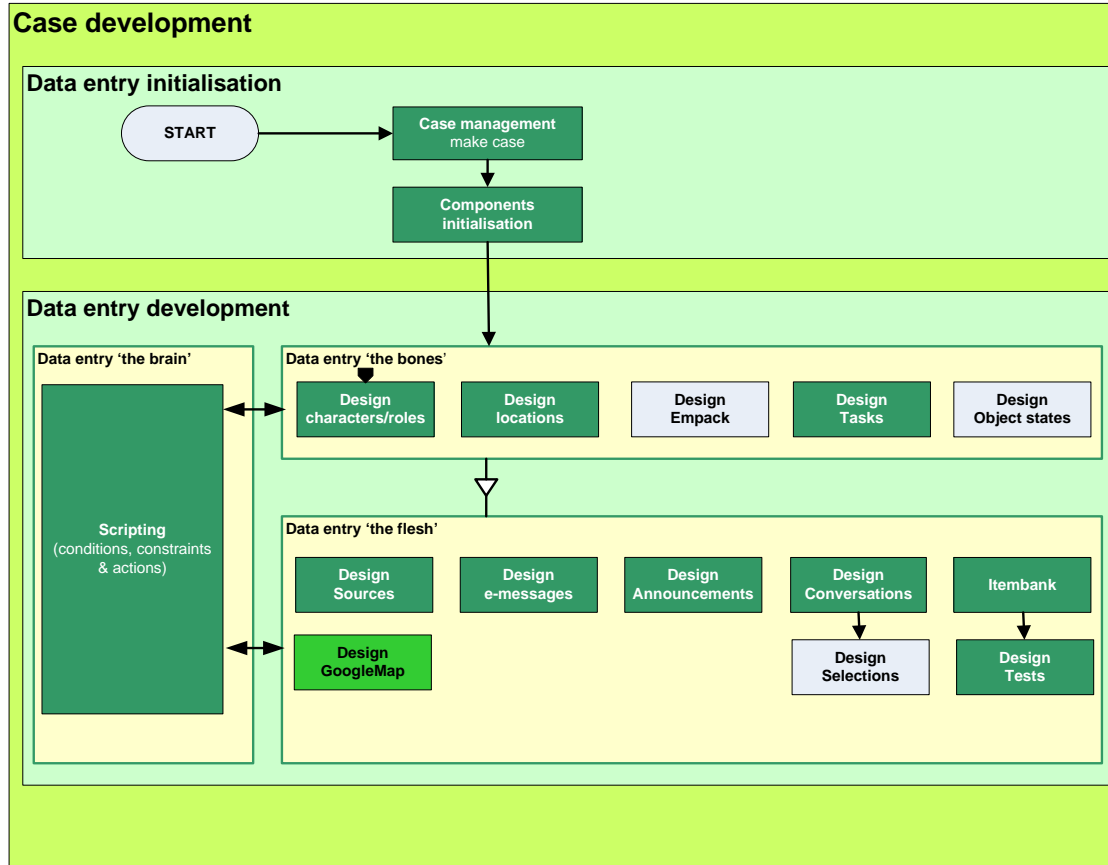 Case development
Data entry initialisation
START
Case management
make case
Components
initialisation
Data entry development
Data entry ‘the brain’
Data entry ‘the bones’
Design
characters/roles
Design
locations
Design
Empack
Design
Tasks
Design
Object states
Scripting
(conditions, constraints
& actions)
Data entry ‘the flesh’
Design
Sources
Design
e-messages
Design
Announcements
Design
Conversations
Itembank
Design
GoogleMap
Design
Selections
Design
Tests